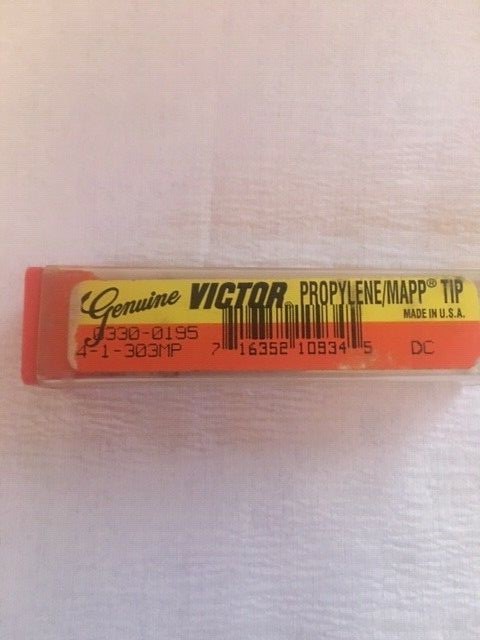 Genuine VICTOR® PROPYLENE/MAPP® TIP
MADE IN U.S.A.
0330-0195
4-1-303MP 7 16352 10934 5 DC